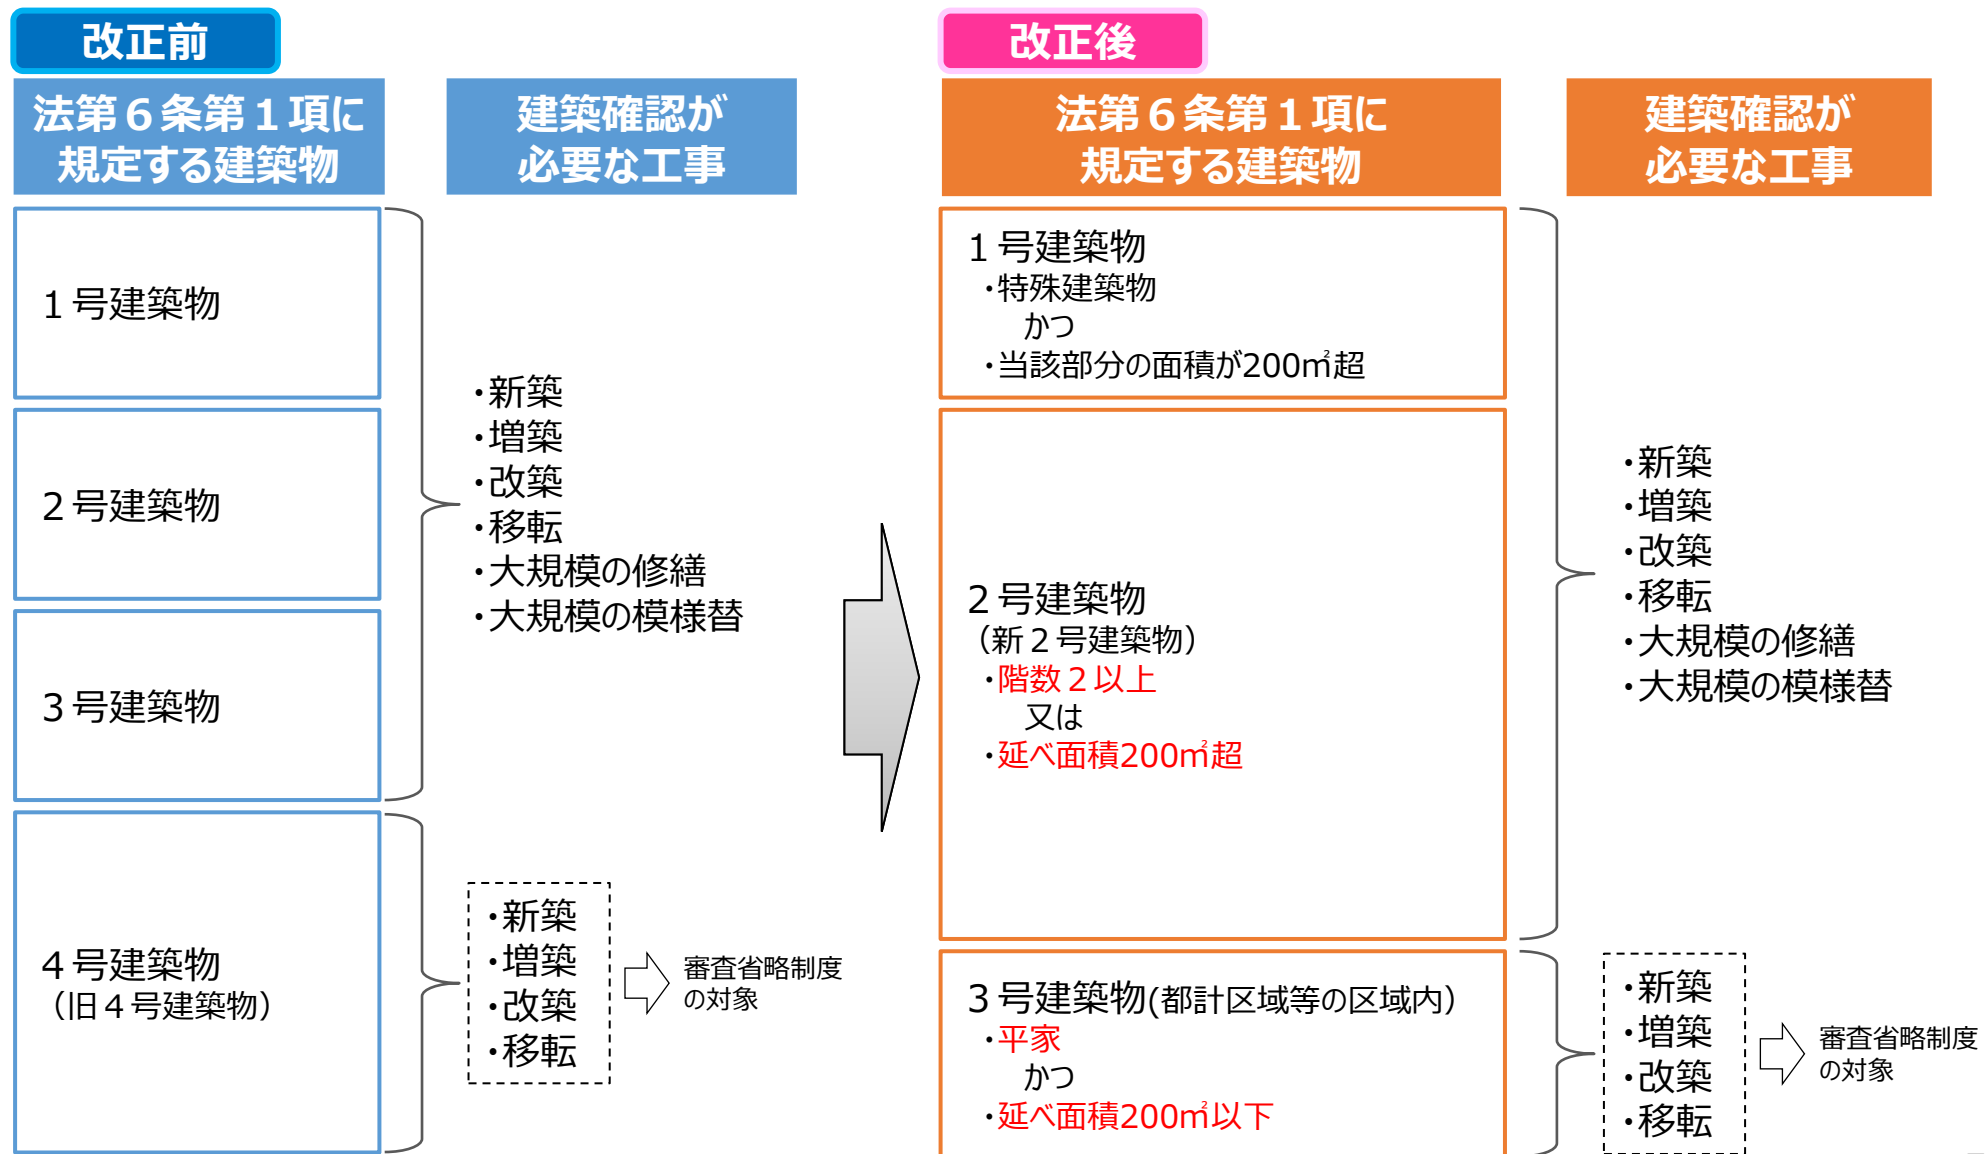 改正前
法第６条第１項に
規定する建築物
建築確認が
必要な工事
１号建築物
２号建築物
３号建築物
・新築
・増築
・改築
・移転
・大規模の修繕
・大規模の模様替
４号建築物
（旧４号建築物）
・新築
・増築
・改築
・移転
審査省略制度
の対象
改正後
法第６条第１項に
規定する建築物
建築確認が
必要な工事
１号建築物
・特殊建築物
かつ
・当該部分の面積が200㎡超
２号建築物
（新２号建築物）
・階数２以上
又は
・延べ面積200㎡超
・新築
・増築
・改築
・移転
・大規模の修繕
・大規模の模様替
３号建築物(都計区域等の区域内）
・平家
かつ
・延べ面積200㎡以下
・新築
・増築
・改築
・移転
審査省略制度
の対象